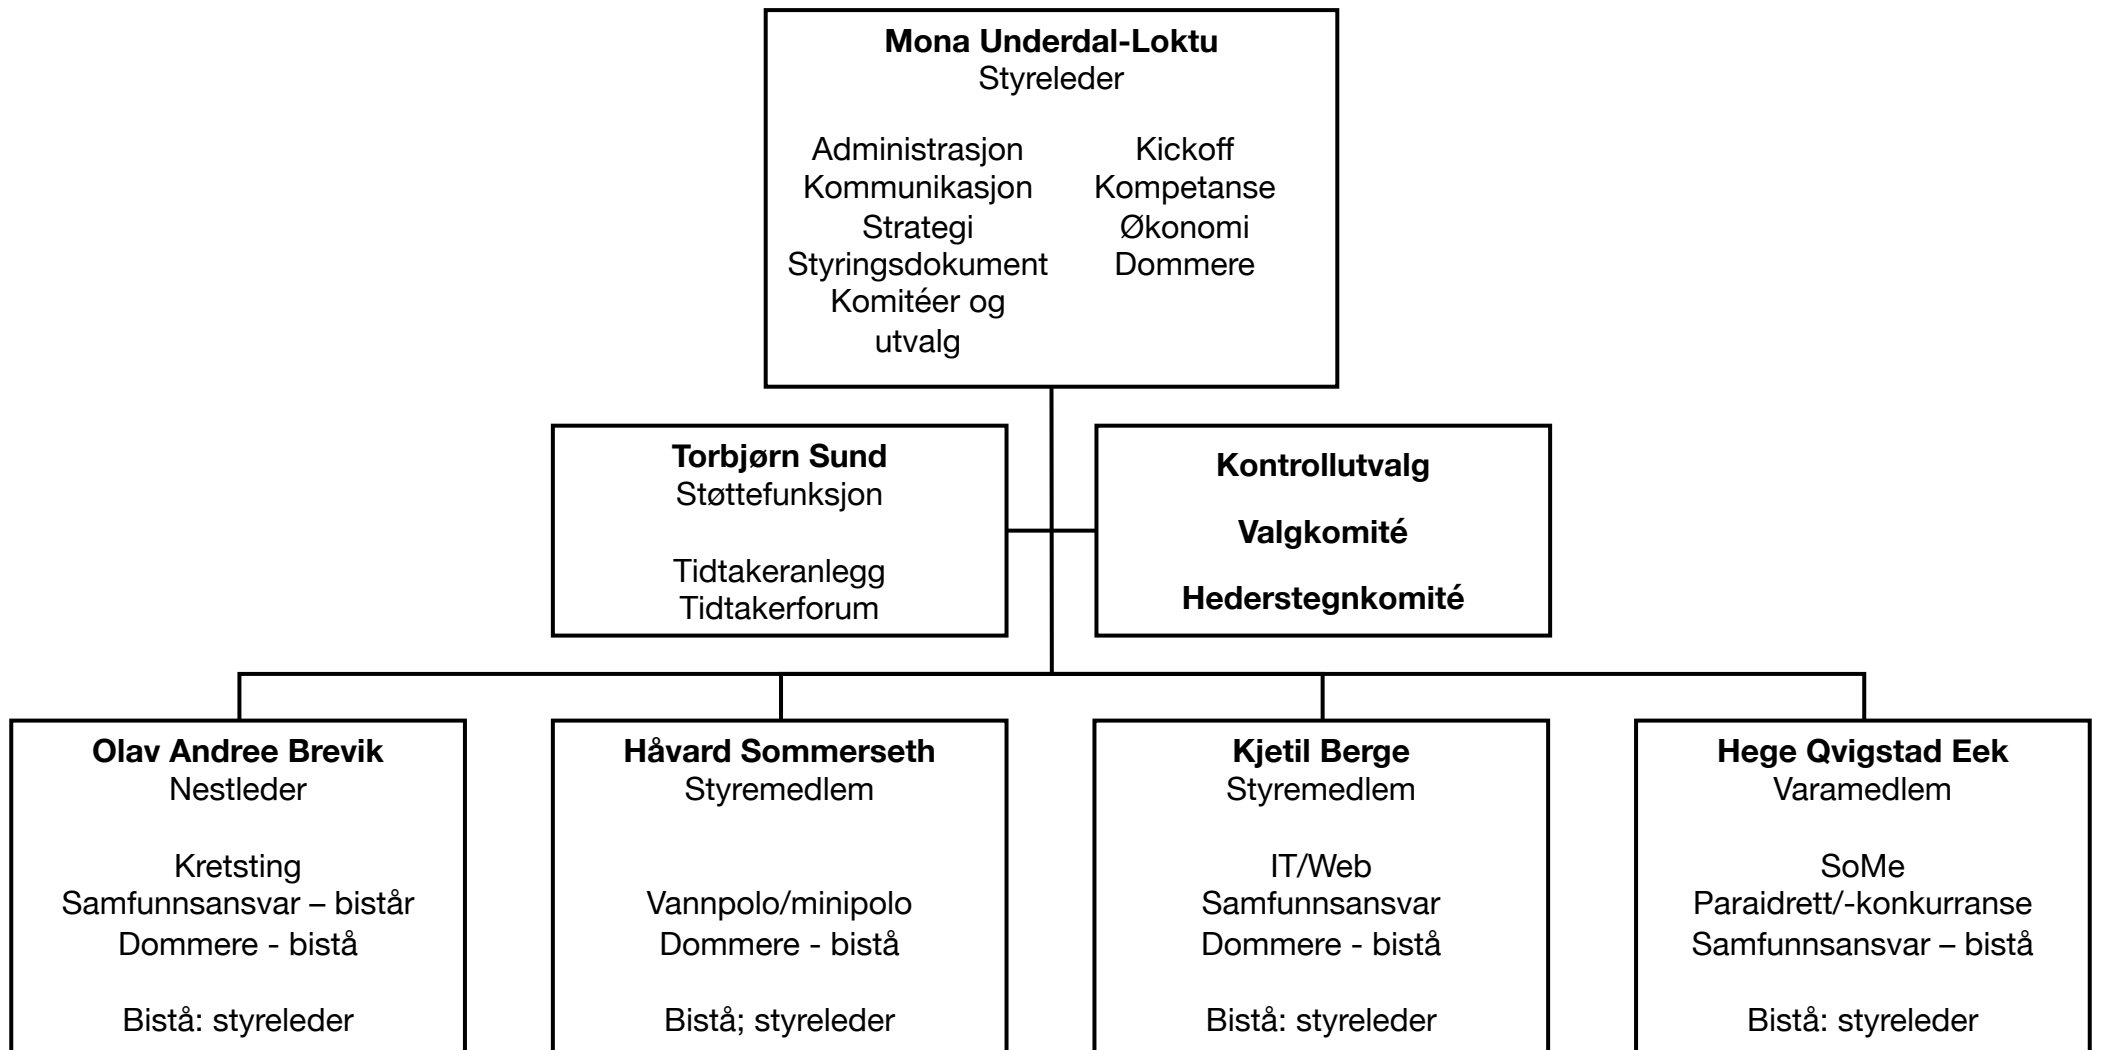 Mona Underdal-Loktu
Styreleder
Administrasjon
Kommunikasjon
Strategi
Styringsdokument
Komitéer og
utvalg
Kickoff
Kompetanse
Økonomi
Dommere
Torbjørn Sund
Støttefunksjon
Tidtakeranlegg
Tidtakerforum
Kontrollutvalg
Valgkomité
Hederstegnkomité
Olav Andree Brevik
Nestleder
Kretsting
Samfunnsansvar – bistår
Dommere - bistå
Bistå: styreleder
Håvard Sommerseth
Styremedlem
Vannpolo/minipolo
Dommere - bistå
Bistå; styreleder
Kjetil Berge
Styremedlem
IT/Web
Samfunnsansvar
Dommere - bistå
Bistå: styreleder
Hege Qvigstad Eek
Varamedlem
SoMe
Paraidrett/-konkurranse
Samfunnsansvar – bistå
Bistå: styreleder